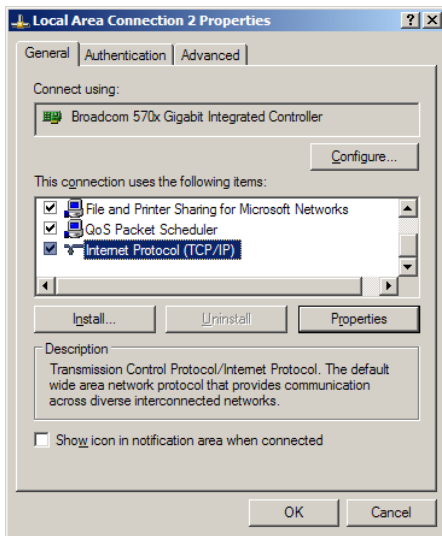 Local Area Connection 2 Properties
General Authentication Advanced
Connect using:
Broadcom 570x Gigabit Integrated Controller
Configure...
This connection uses the following items:
File and Printer Sharing for Microsoft Networks
QoS Packet Scheduler
Internet Protocol (TCP/IP)
Install... Uninstall Properties
Description
Transmission Control Protocol/Internet Protocol. The default
wide area network protocol that provides communication
across diverse interconnected networks.
Show icon in notification area when connected
OK Cancel